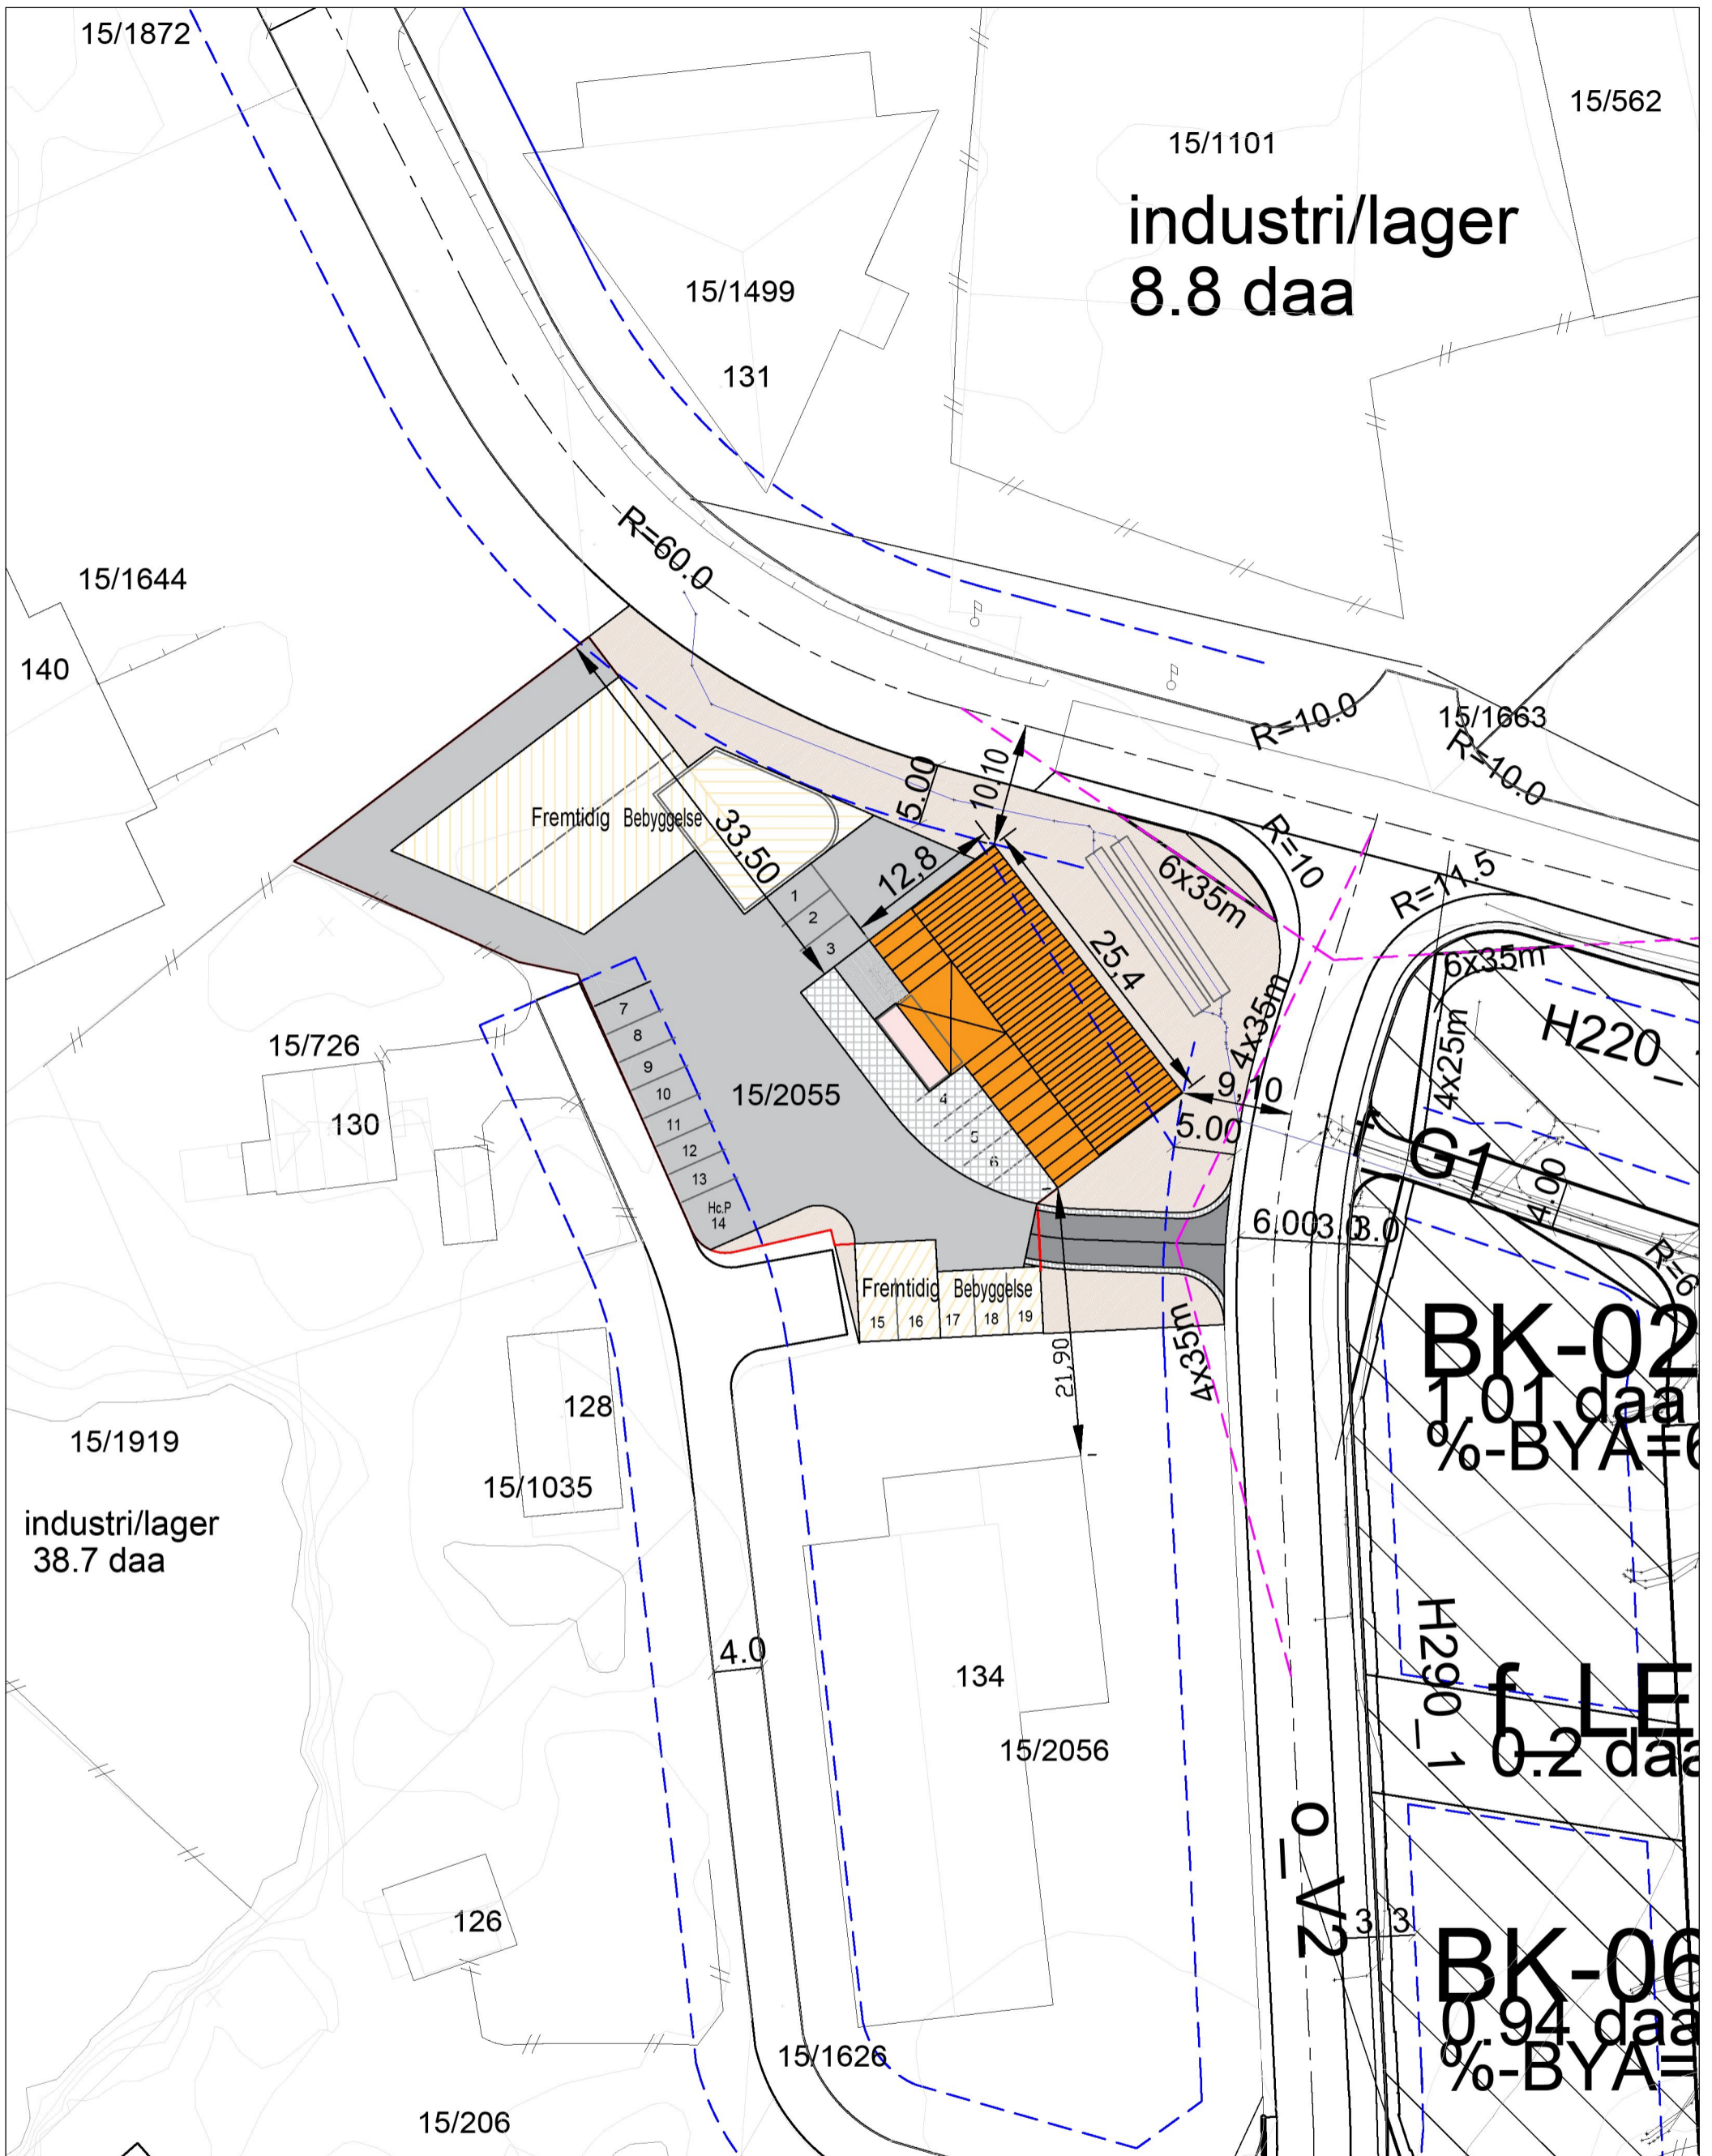 15/1872
15/562
15/1101
industri/lager
8.8 daa
15/1499
131
R=60.0
15/1644
140
R=10.0
15/1663
R=10.0
10,10
5.00
Fremtidig Bebyggelse
33,50
R=10
12,8
6x35m
R=11.5
1
2
3
25,4
6x35m
4x35m
4x25m
H220_
7
8
9
10
11
12
13
Hc.P
14
15/726
130
15/2055
4
5
6
9,10
5.00
G1
4.00
6.00
3.0
3.0
R=6
Fremtidig Bebyggelse
15
16
17
18
19
21,90
4x35m
BK-02
1.01 daa
%-BYA=6
128
15/1035
15/1919
industri/lager
38.7 daa
4.0
134
15/2056
H290_1
f_LE
0.2 daa
o_V2
3
3
BK-06
0.94 daa
%-BYA=
126
15/1626
15/206